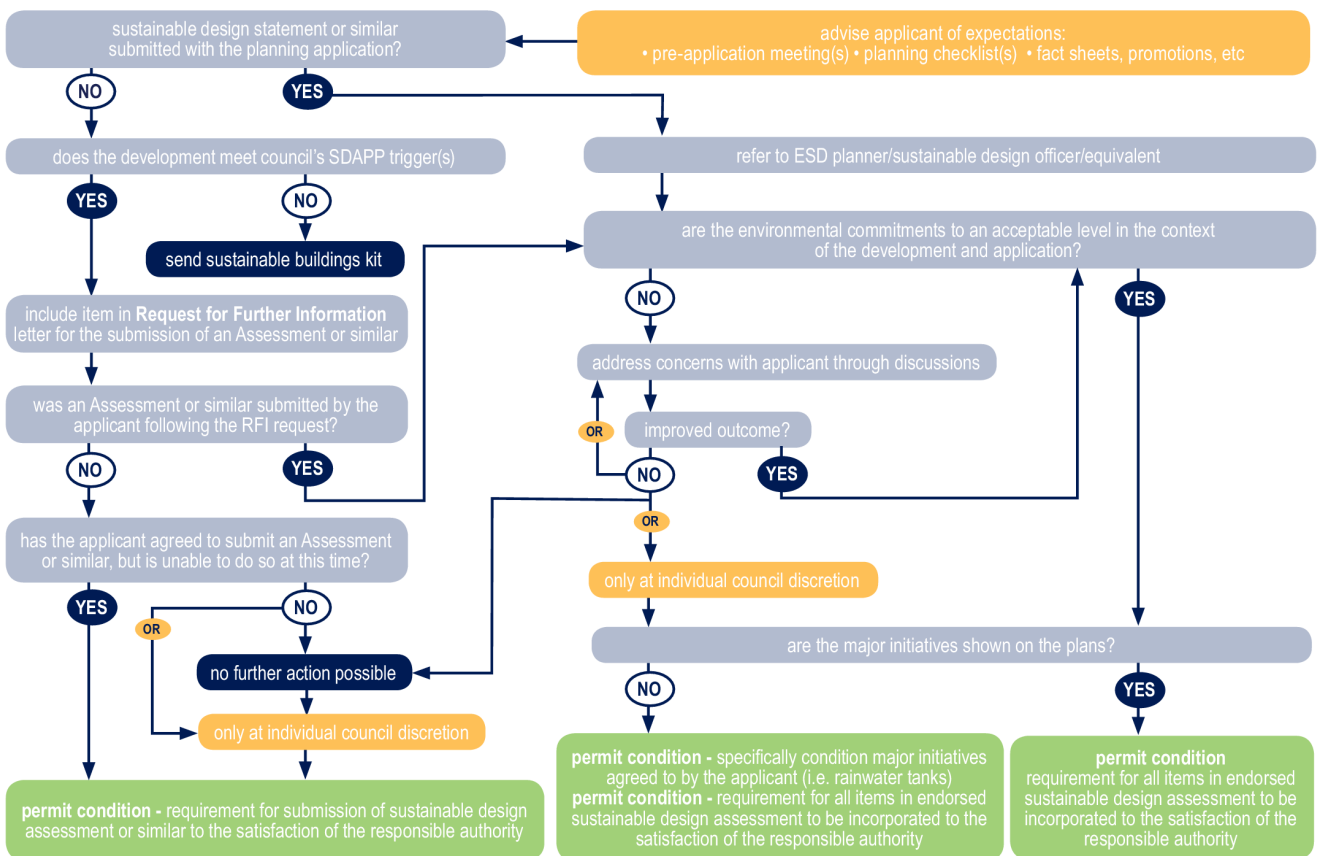 sustainable design statement or similar
submitted with the planning application?
advise applicant of expectations:
• pre-application meeting(s) • planning checklist(s) • fact sheets, promotions, etc
NO
YES
does the development meet council's SDAPP trigger(s)
refer to ESD planner/sustainable design officer/equivalent
YES
NO
are the environmental commitments to an acceptable level in the context
of the development and application?
send sustainable buildings kit
NO
YES
include item in Request for Further Information
letter for the submission of an Assessment or similar
address concerns with applicant through discussions
was an Assessment or similar submitted by the
applicant following the RFI request?
OR
improved outcome?
NO
YES
NO
YES
OR
has the applicant agreed to submit an Assessment
or similar, but is unable to do so at this time?
only at individual council discretion
YES
NO
OR
are the major initiatives shown on the plans?
no further action possible
NO
YES
only at individual council discretion
permit condition - specifically condition major initiatives
agreed to by the applicant (i.e. rainwater tanks)
permit condition - requirement for all items in endorsed
sustainable design assessment to be incorporated to the
satisfaction of the responsible authority
permit condition
requirement for all items in endorsed
sustainable design assessment to be
incorporated to the satisfaction of the
responsible authority
permit condition - requirement for submission of sustainable design
assessment or similar to the satisfaction of the responsible authority